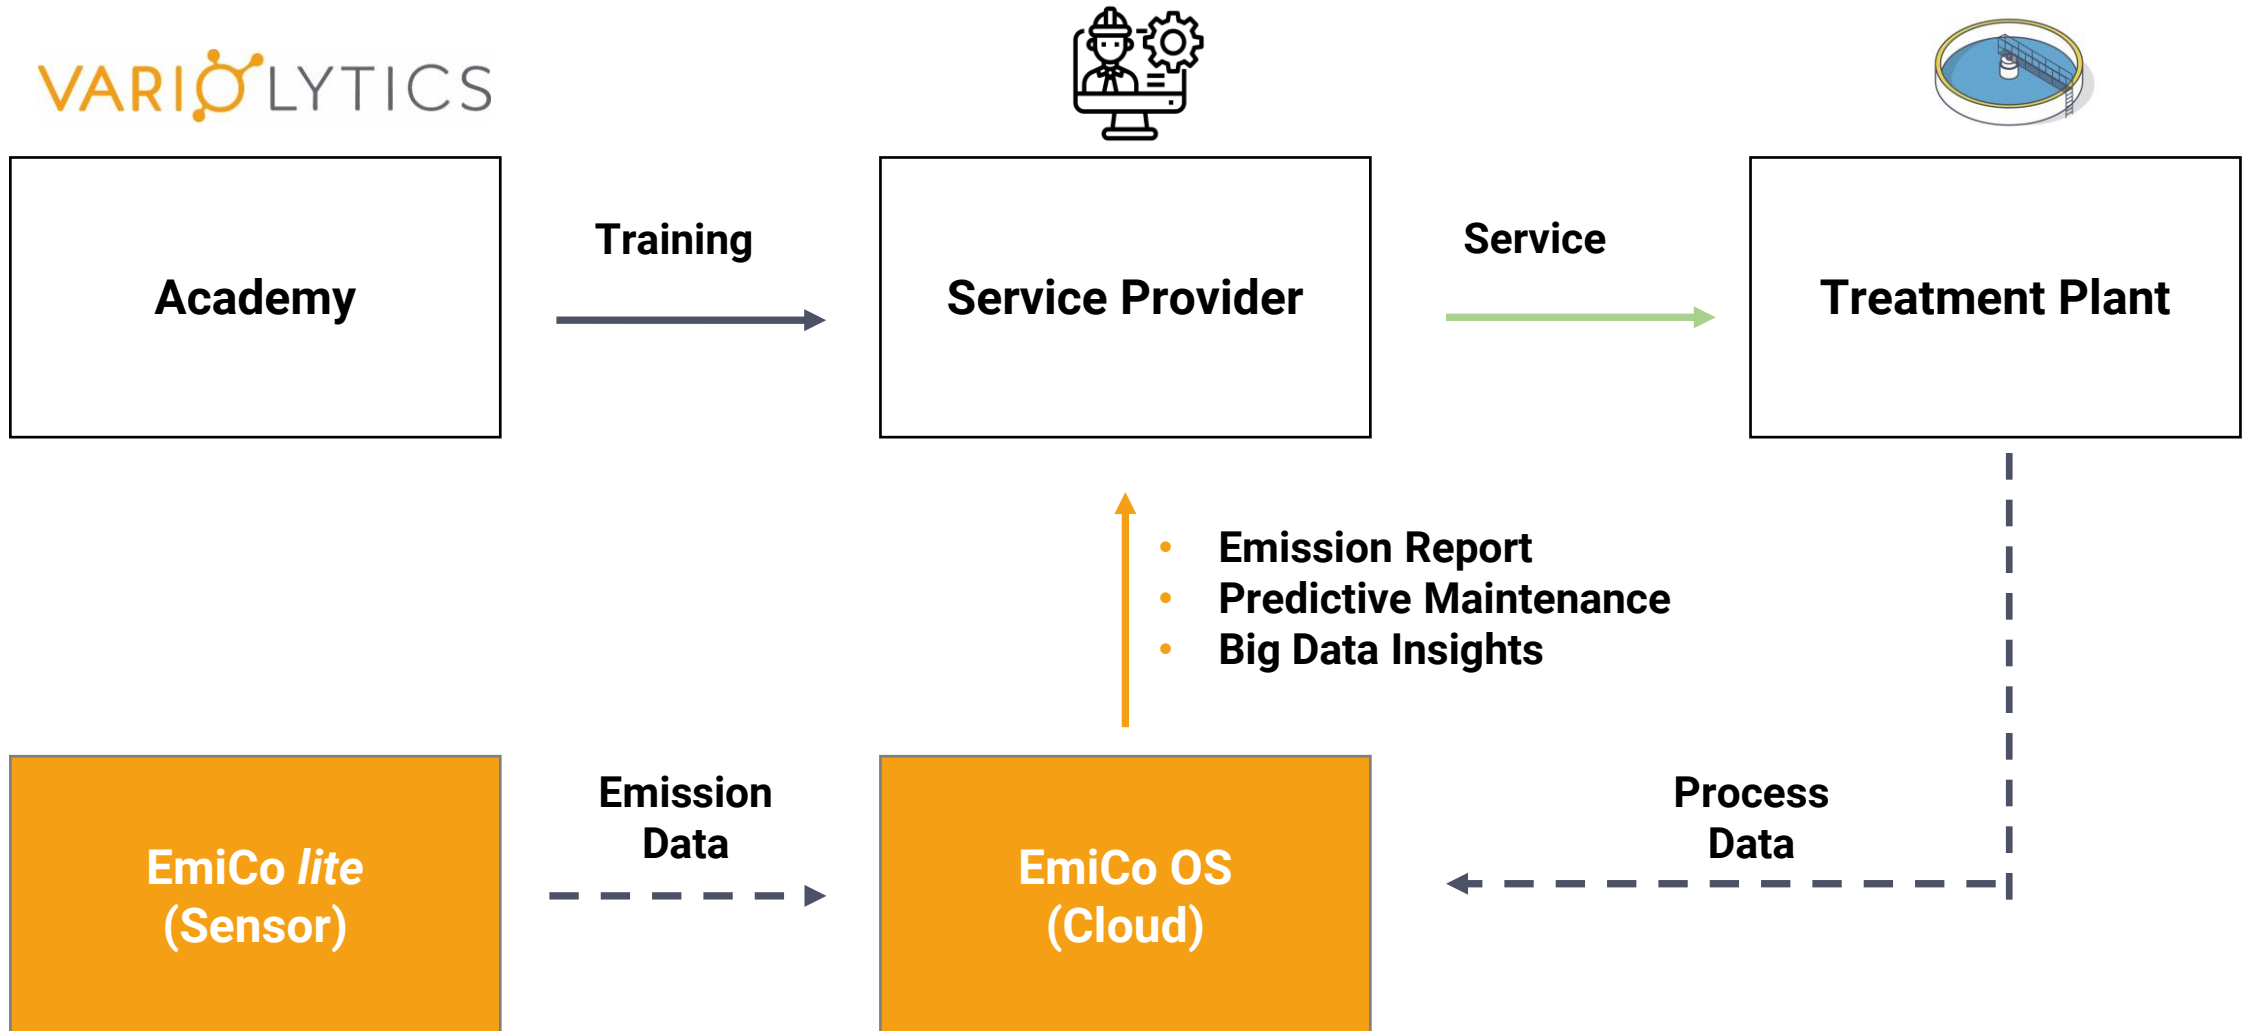 VARIOLYTICS
Academy
Training
Service Provider
Service
Treatment Plant
• Emission Report
• Predictive Maintenance
• Big Data Insights
EmiCo lite
(Sensor)
Emission
Data
EmiCo OS
(Cloud)
Process
Data